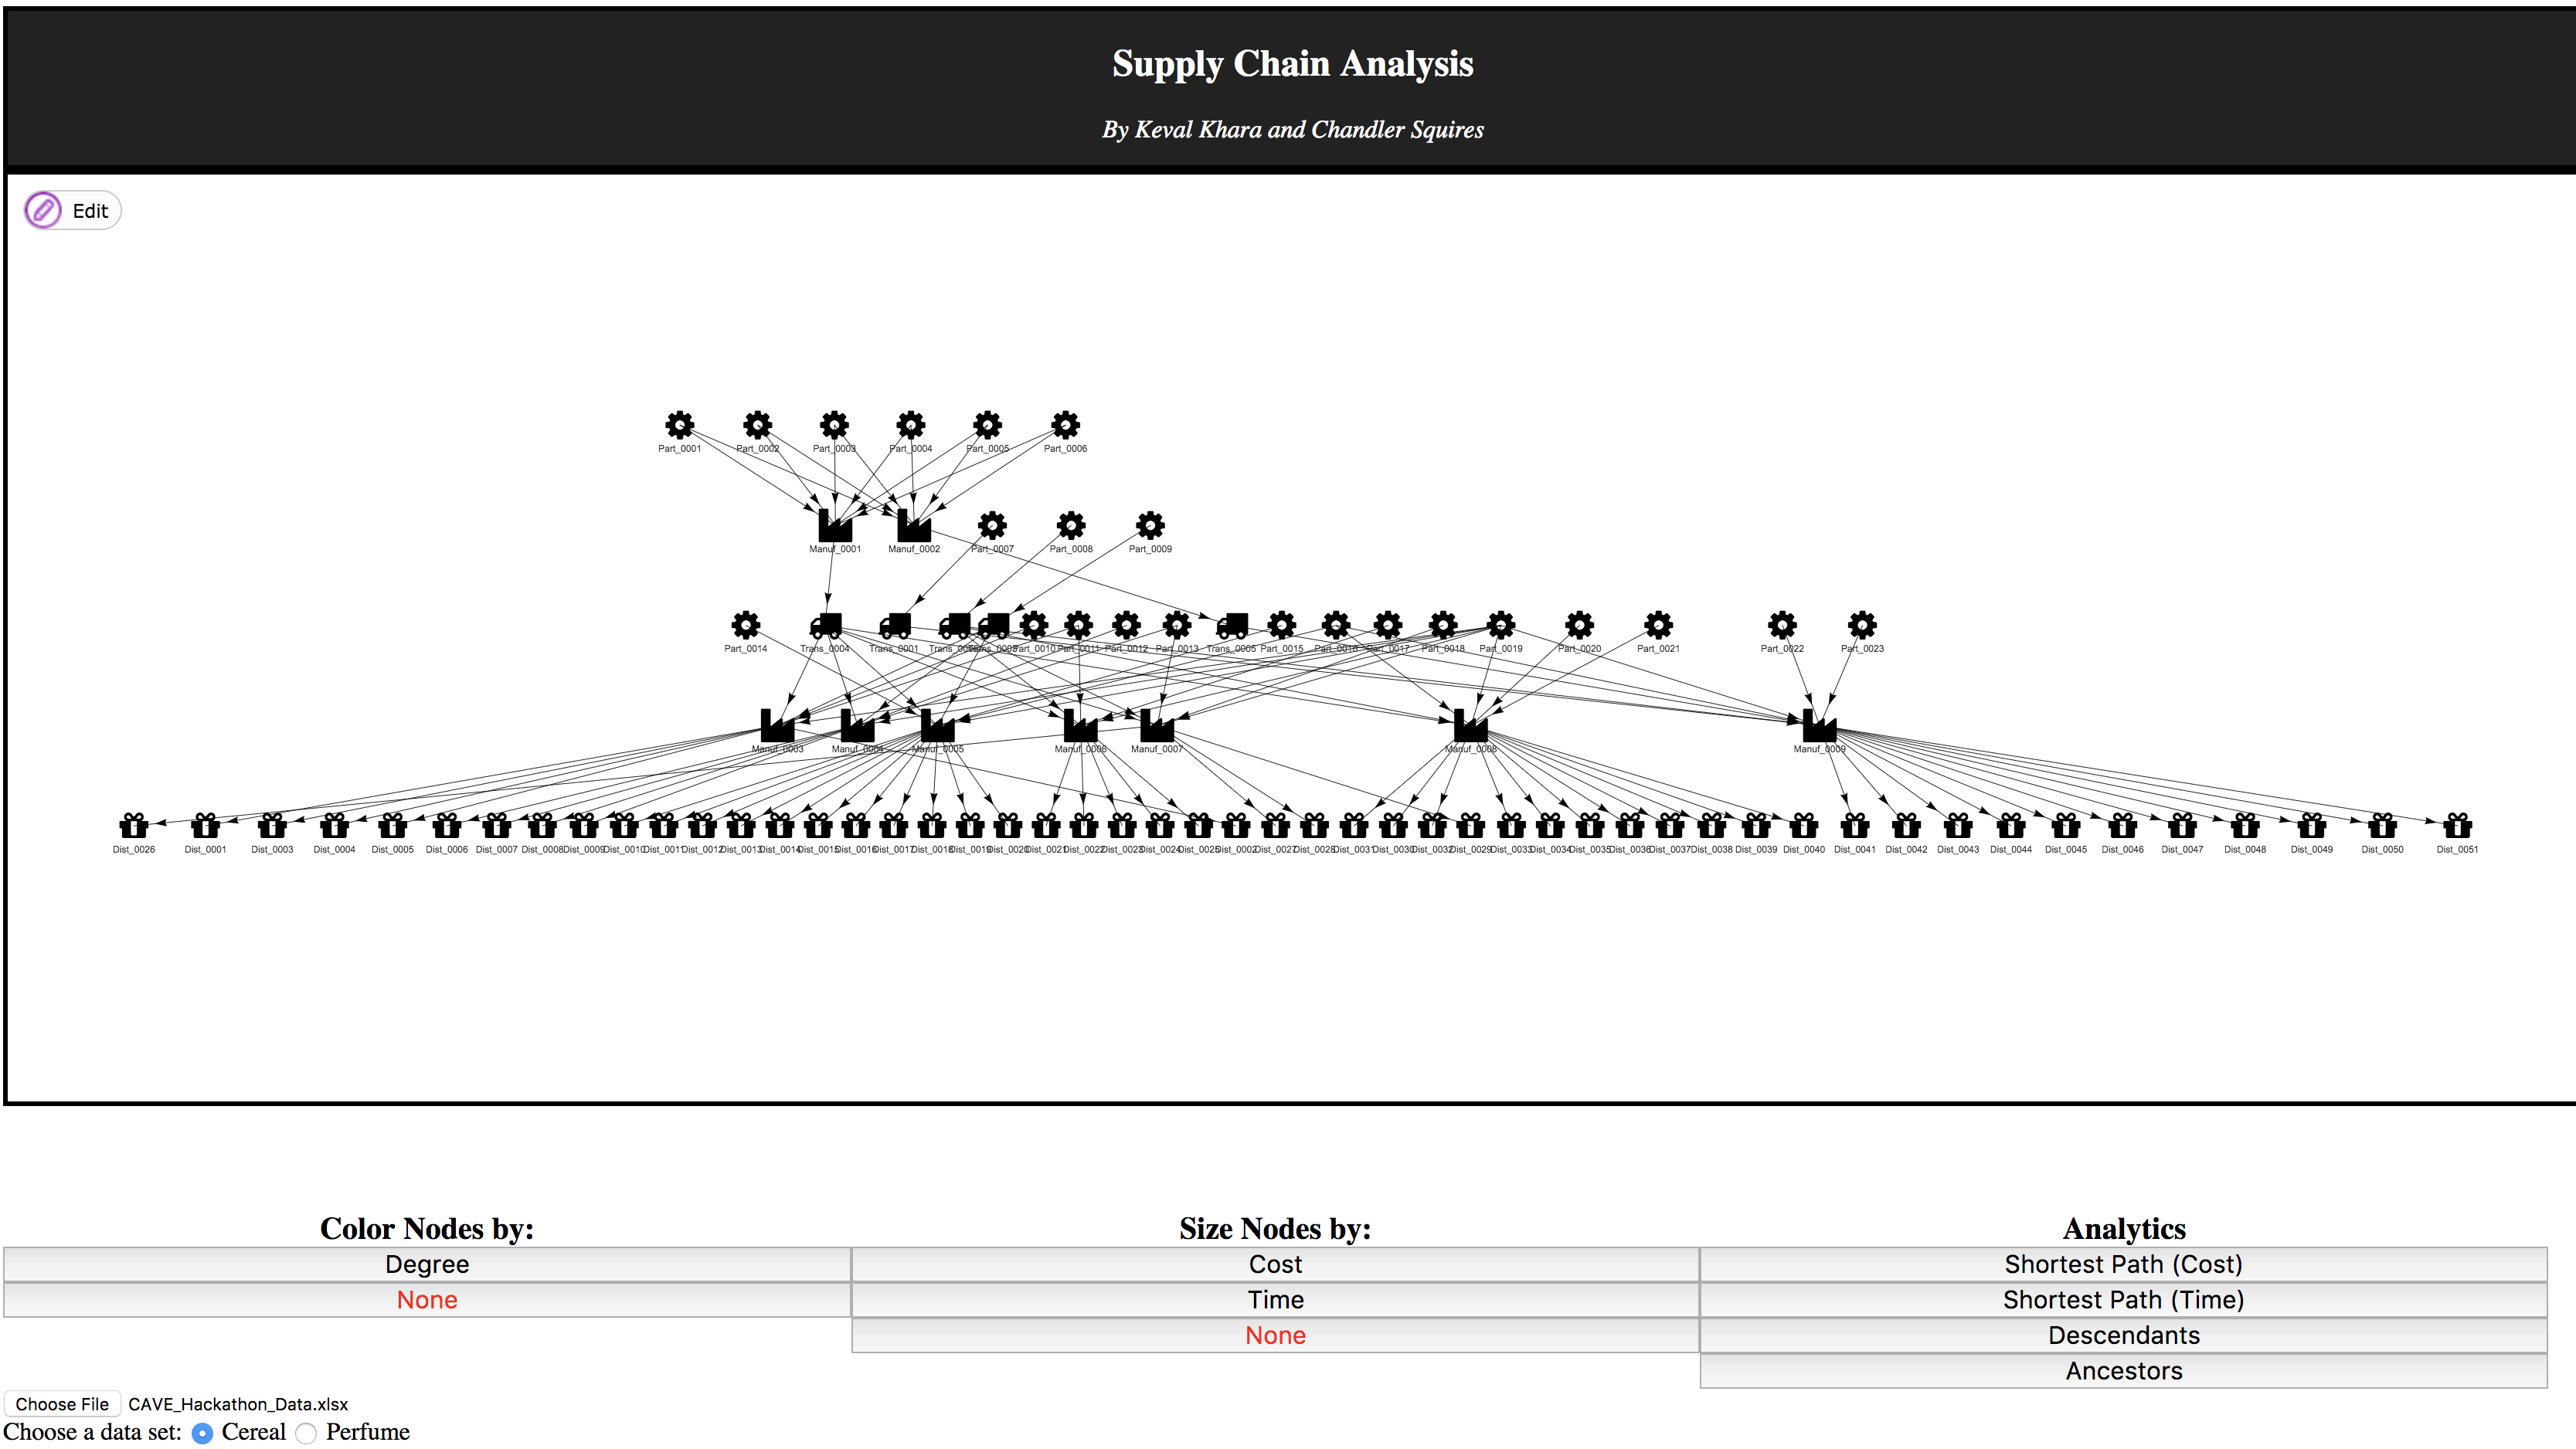 Supply Chain Analysis
By Keval Khara and Chandler Squires
Edit
Part_0001 Part_0002 Part_0003 Part_0004 Part_0005 Part_0006
Manuf_0001 Manuf_0002 Part_0007 Part_0008 Part_0009
Part_0014 Trans_0004 Trans_0001 Part_0010 Part_0011 Part_0012 Part_0013 Trans_0005 Part_0015 Part_0016 Part_0017 Part_0018 Part_0019 Part_0020 Part_0021 Part_0022 Part_0023
Manuf_0003 Manuf_0004 Manuf_0005 Manuf_0006 Manuf_0007 Manuf_0008 Manuf_0009
Dist_0026 Dist_0001 Dist_0003 Dist_0004 Dist_0005 Dist_0006 Dist_0007 Dist_0008 Dist_0009 Dist_0010 Dist_0011 Dist_0012 Dist_0013 Dist_0014 Dist_0015 Dist_0016 Dist_0017 Dist_0018 Dist_0019 Dist_0020 Dist_0021 Dist_0022 Dist_0023 Dist_0024 Dist_0025 Dist_0002 Dist_0027 Dist_0028 Dist_0031 Dist_0030 Dist_0032 Dist_0029 Dist_0033 Dist_0034 Dist_0035 Dist_0036 Dist_0037 Dist_0038 Dist_0039 Dist_0040 Dist_0041 Dist_0042 Dist_0043 Dist_0044 Dist_0045 Dist_0046 Dist_0047 Dist_0048 Dist_0049 Dist_0050 Dist_0051
Color Nodes by: Size Nodes by: Analytics
Degree Cost Shortest Path (Cost)
None Time Shortest Path (Time)
None Descendants
Ancestors
Choose File CAVE_Hackathon_Data.xlsx
Choose a data set: Cereal Perfume